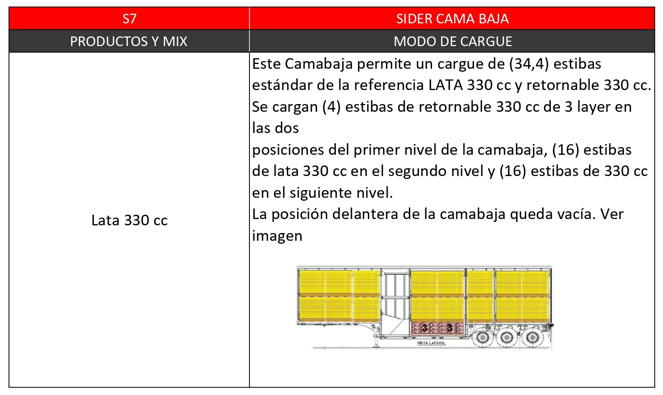 S7
SIDER CAMA BAJA
PRODUCTOS Y MIX
MODO DE CARGUE
Lata 330 cc
Este Camabaja permite un cargue de (34,4) estibas
estándar de la referencia LATA 330 cc y retornable 330 cc.
Se cargan (4) estibas de retornable 330 cc de 3 layer en
las dos
posiciones del primer nivel de la camabaja, (16) estibas
de lata 330 cc en el segundo nivel y (16) estibas de 330 cc
en el siguiente nivel.
La posición delantera de la camabaja queda vacía. Ver
imagen
3 3
VISTA LATERAL